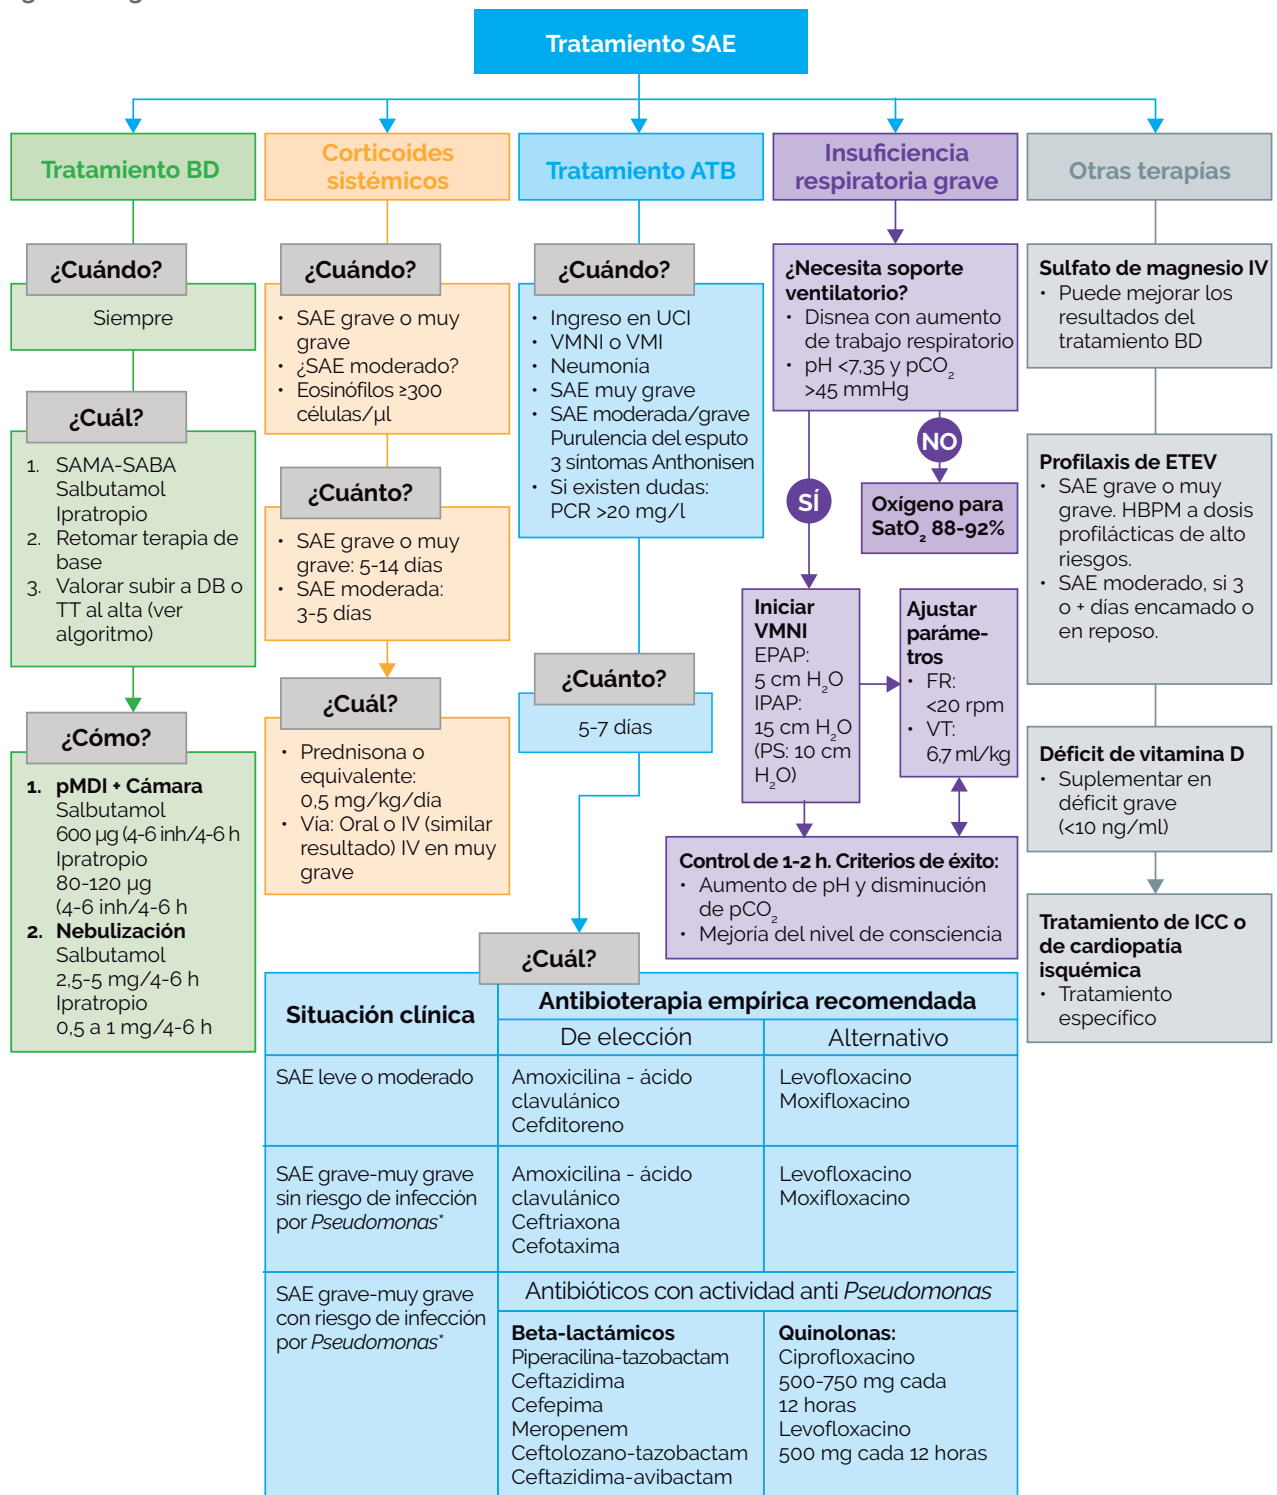 Tratamiento SAE
Tratamiento BD
¿Cuándo?
Siempre
¿Cuál?
1. SAMA-SABA
Salbutamol
Ipratropio
2. Retomar terapia de
base
3. Valorar subir a DB o
TT al alta (ver
algoritmo)
¿Cómo?
1. pMDI + Cámara
Salbutamol
600 µg (4-6 inh/4-6 h
Ipratropio
80-120 µg
(4-6 inh/4-6 h
2. Nebulización
Salbutamol
2,5-5 mg/4-6 h
Ipratropio
0,5 a 1 mg/4-6 h
Corticoides
sistémicos
¿Cuándo?
• SAE grave o muy
grave
• ¿SAE moderado?
• Eosinófilos ≥300
células/µl
¿Cuánto?
• SAE grave o muy
grave: 5-14 días
• SAE moderada:
3-5 días
¿Cuál?
• Prednisona o
equivalente:
0,5 mg/kg/día
• Vía: Oral o IV (similar
resultado) IV en muy
grave
Tratamiento ATB
¿Cuándo?
• Ingreso en UCI
• VMNI o VMI
• Neumonía
• SAE muy grave
• SAE moderada/grave
Purulencia del esputo
3 síntomas Anthonisen
• Si existen dudas:
PCR >20 mg/l
¿Cuánto?
5-7 días
¿Cuál?
Situación clínica
Antibioterapia empírica recomendada
De elección
Alternativo
SAE leve o moderado
Amoxicilina - ácido
clavulánico
Cefditoreno
Levofloxacino
Moxifloxacino
SAE grave-muy grave
sin riesgo de infección
por Pseudomonas*
Amoxicilina - ácido
clavulánico
Ceftriaxona
Cefotaxima
Levofloxacino
Moxifloxacino
SAE grave-muy grave
con riesgo de infección
por Pseudomonas*
Antibióticos con actividad anti Pseudomonas
Beta-lactámicos
Piperacilina-tazobactam
Ceftazidima
Cefepima
Meropenem
Ceftolozano-tazobactam
Ceftazidima-avibactam
Quinolonas:
Ciprofloxacino
500-750 mg cada
12 horas
Levofloxacino
500 mg cada 12 horas
Insuficiencia
respiratoria grave
¿Necesita soporte
ventilatorio?
• Disnea con aumento
de trabajo respiratorio
• pH <7,35 y pCO₂
>45 mmHg
NO
SÍ
Oxígeno para
SatO₂ 88-92%
Iniciar
VMNI
EPAP:
5 cm H₂O
IPAP:
15 cm H₂O
(PS: 10 cm
H₂O)
Ajustar
paráme-
tros
• FR:
<20 rpm
• VT:
6,7 ml/kg
Control de 1-2 h. Criterios de éxito:
• Aumento de pH y disminución
de pCO₂
• Mejoría del nivel de consciencia
Otras terapías
Sulfato de magnesio IV
• Puede mejorar los
resultados del
tratamiento BD
Profilaxis de ETEV
• SAE grave o muy
grave. HBPM a dosis
profilácticas de alto
riesgos.
• SAE moderado, si 3
o + días encamado o
en reposo.
Déficit de vitamina D
• Suplementar en
déficit grave
(<10 ng/ml)
Tratamiento de ICC o
de cardiopatía
isquémica
• Tratamiento
específico